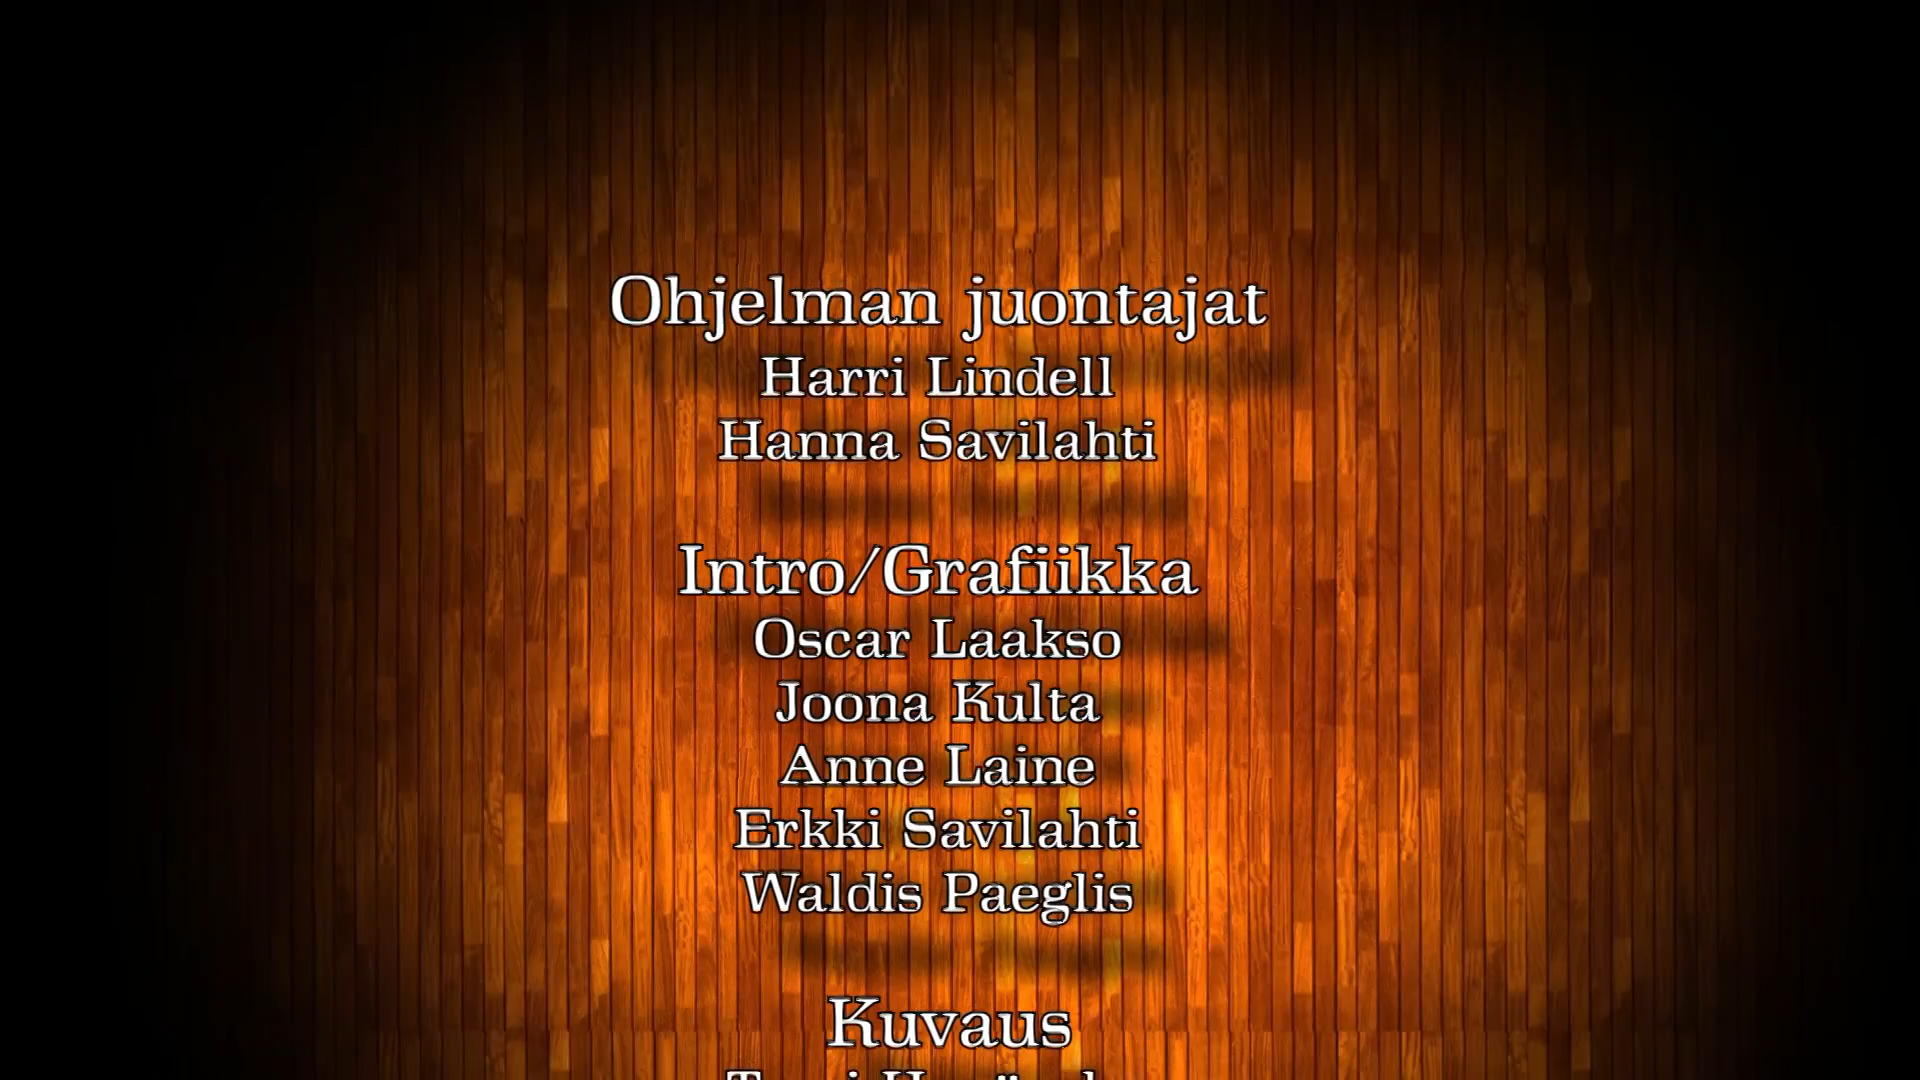 Ohjelman juontajat
Harri Lindell
Hanna Savilahti
Intro/Grafiikka
Oscar Laakso
Joona Kulta
Anne Laine
Erkki Savilahti
Waldis Paeglis
Kuvaus